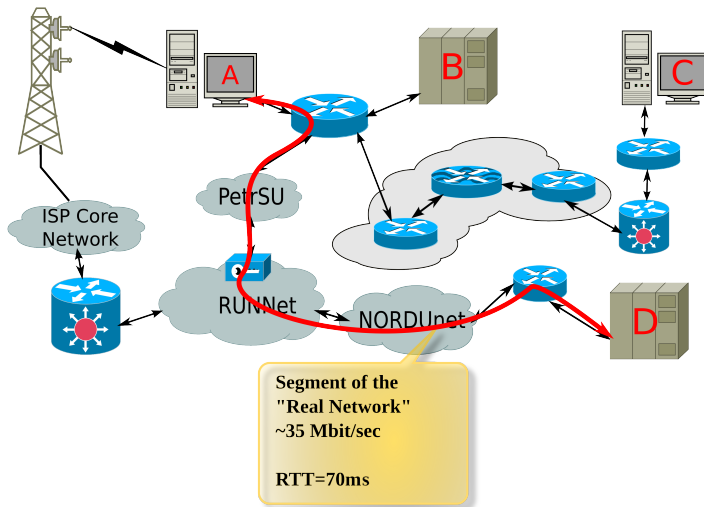 A
B
C
PetrSU
ISP Core
Network
RUNNet
NORDUnet
D
Segment of the
"Real Network"
~35 Mbit/sec
RTT=70ms